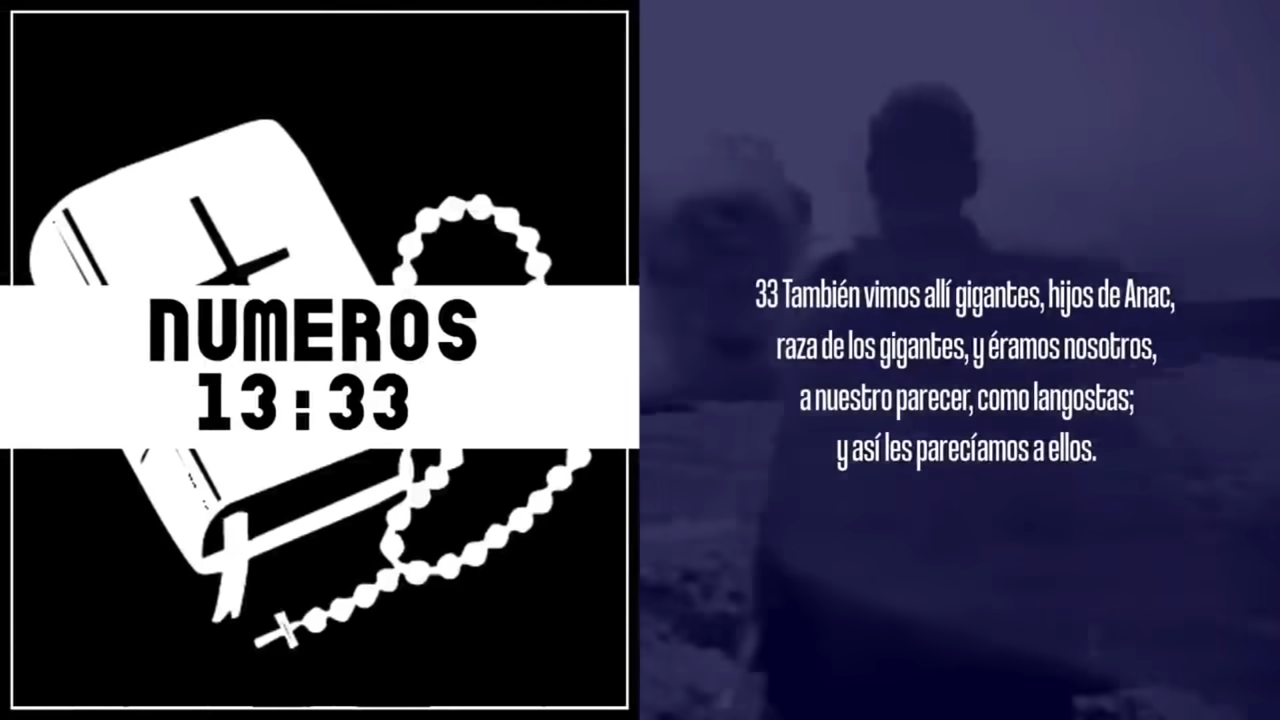 NUMEROS
13:33
33 También vimos allí gigantes, hijos de Anac,
raza de los gigantes, y éramos nosotros,
a nuestro parecer, como langostas;
y así les parecíamos a ellos.